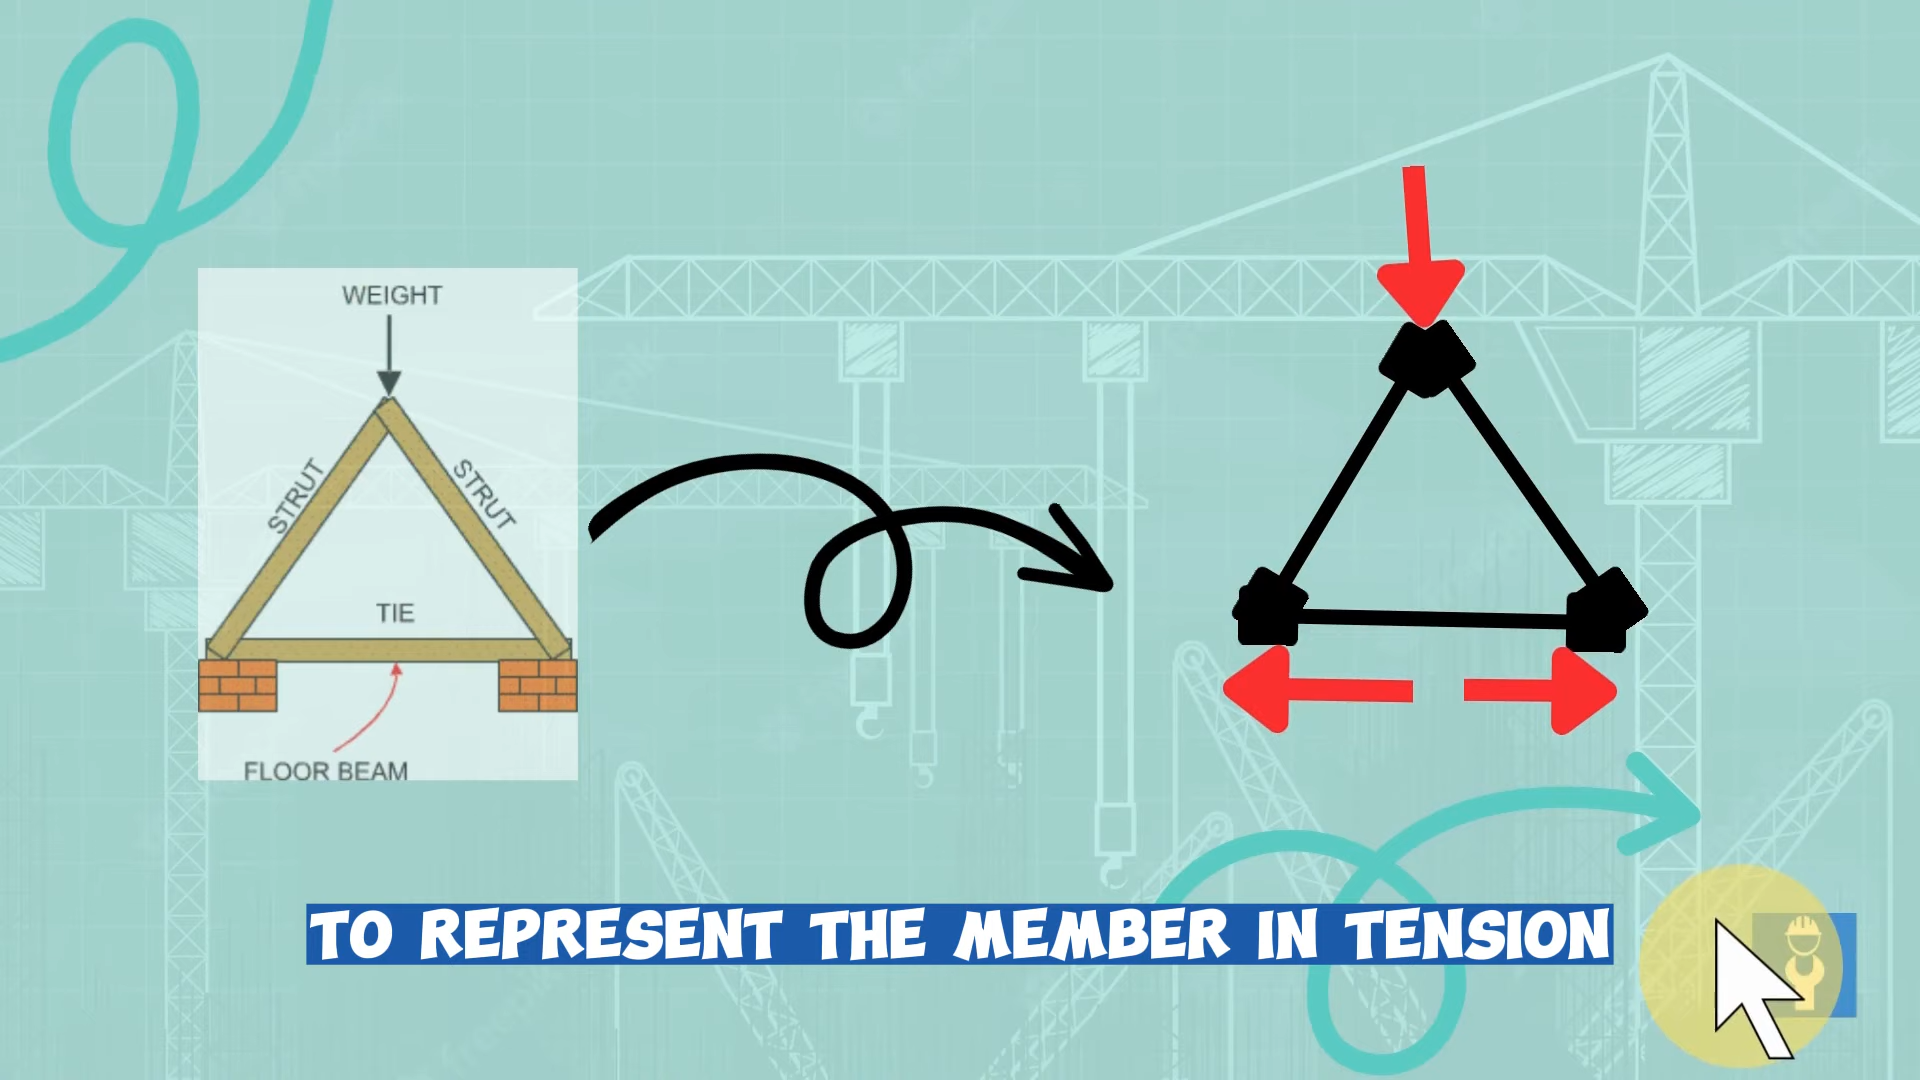 WEIGHT
STRUT
STRUT
TIE
FLOOR BEAM
TO REPRESENT THE MEMBER IN TENSION